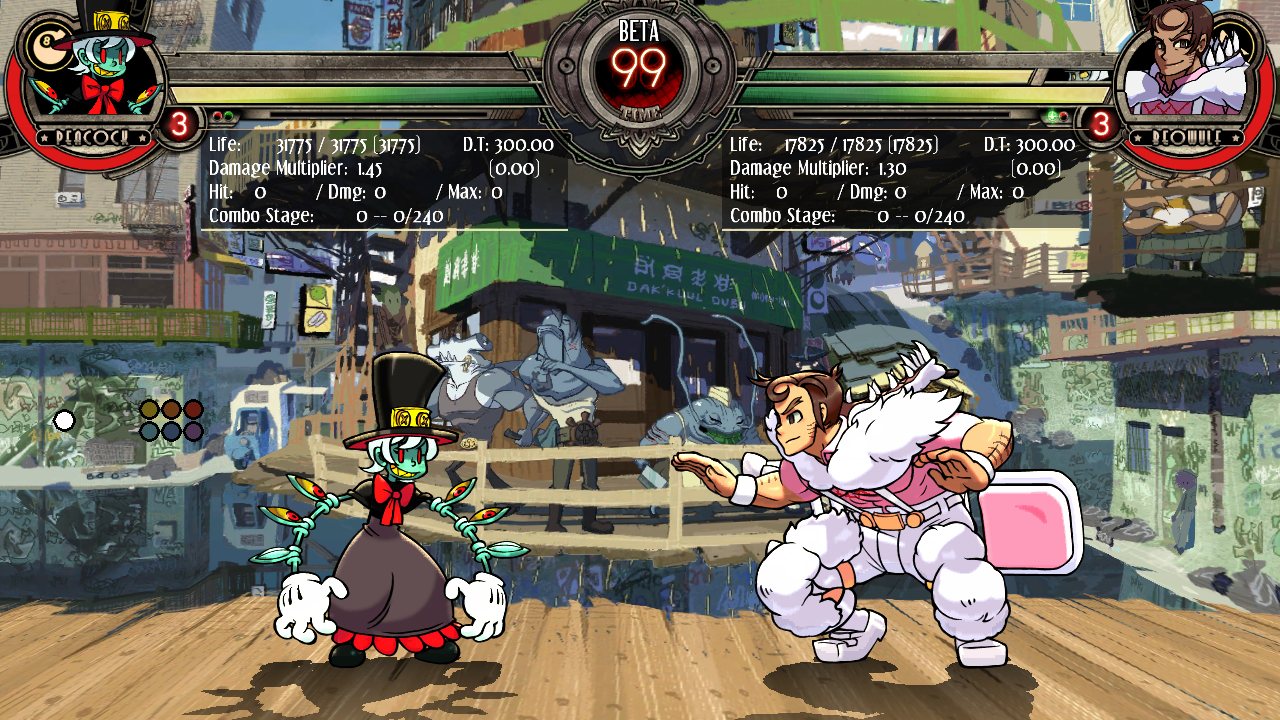 BETA
99
TIME
8
PEACOCK
3
3
BEOWULF
Life: 31775 / 31775 (31775) D.T: 300.00
Damage Multiplier: 1.45 (0.00)
Hit: 0 / Dmg: 0 / Max: 0
Combo Stage: 0 -- 0/240
Life: 17825 / 17825 (17825) D.T: 300.00
Damage Multiplier: 1.30 (0.00)
Hit: 0 / Dmg: 0 / Max: 0
Combo Stage: 0 -- 0/240
DAK'KUUL DUS